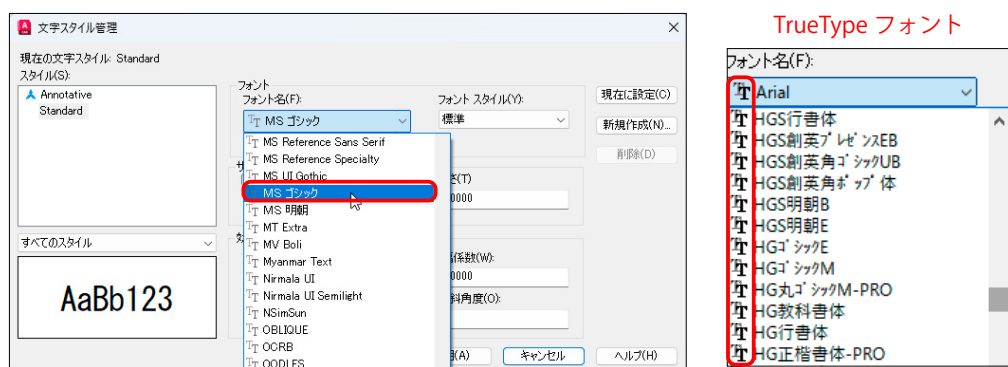 文字スタイル管理
現在の文字スタイル: Standard
スタイル(S):
Annotative
Standard
すべてのスタイル
AaBb123
フォント
フォント名(F):
MS ゴシック
MS Reference Sans Serif
MS Reference Specialty
MS UI Gothic
MS ゴシック
MS 明朝
MT Extra
MV Boli
Myanmar Text
Nirmala UI
Nirmala UI Semilight
NSimSun
OBLIQUE
OCRB
OODLES
フォント スタイル(Y):
標準
さ(T)
0000
係数(W):
0000
斜角度(O):
(A)
キャンセル
ヘルプ(H)
現在に設定(C)
新規作成(N)...
削除(D)
TrueType フォント
フォント名(F):
Arial
HGS行書体
HGS創英ﾌﾟﾚｾﾞﾝｽEB
HGS創英角ｺﾞｼｯｸUB
HGS創英角ﾎﾟｯﾌﾟ体
HGS明朝B
HGS明朝E
HGｺﾞｼｯｸE
HGｺﾞｼｯｸM
HG丸ｺﾞｼｯｸM-PRO
HG教科書体
HG行書体
HG正楷書体-PRO